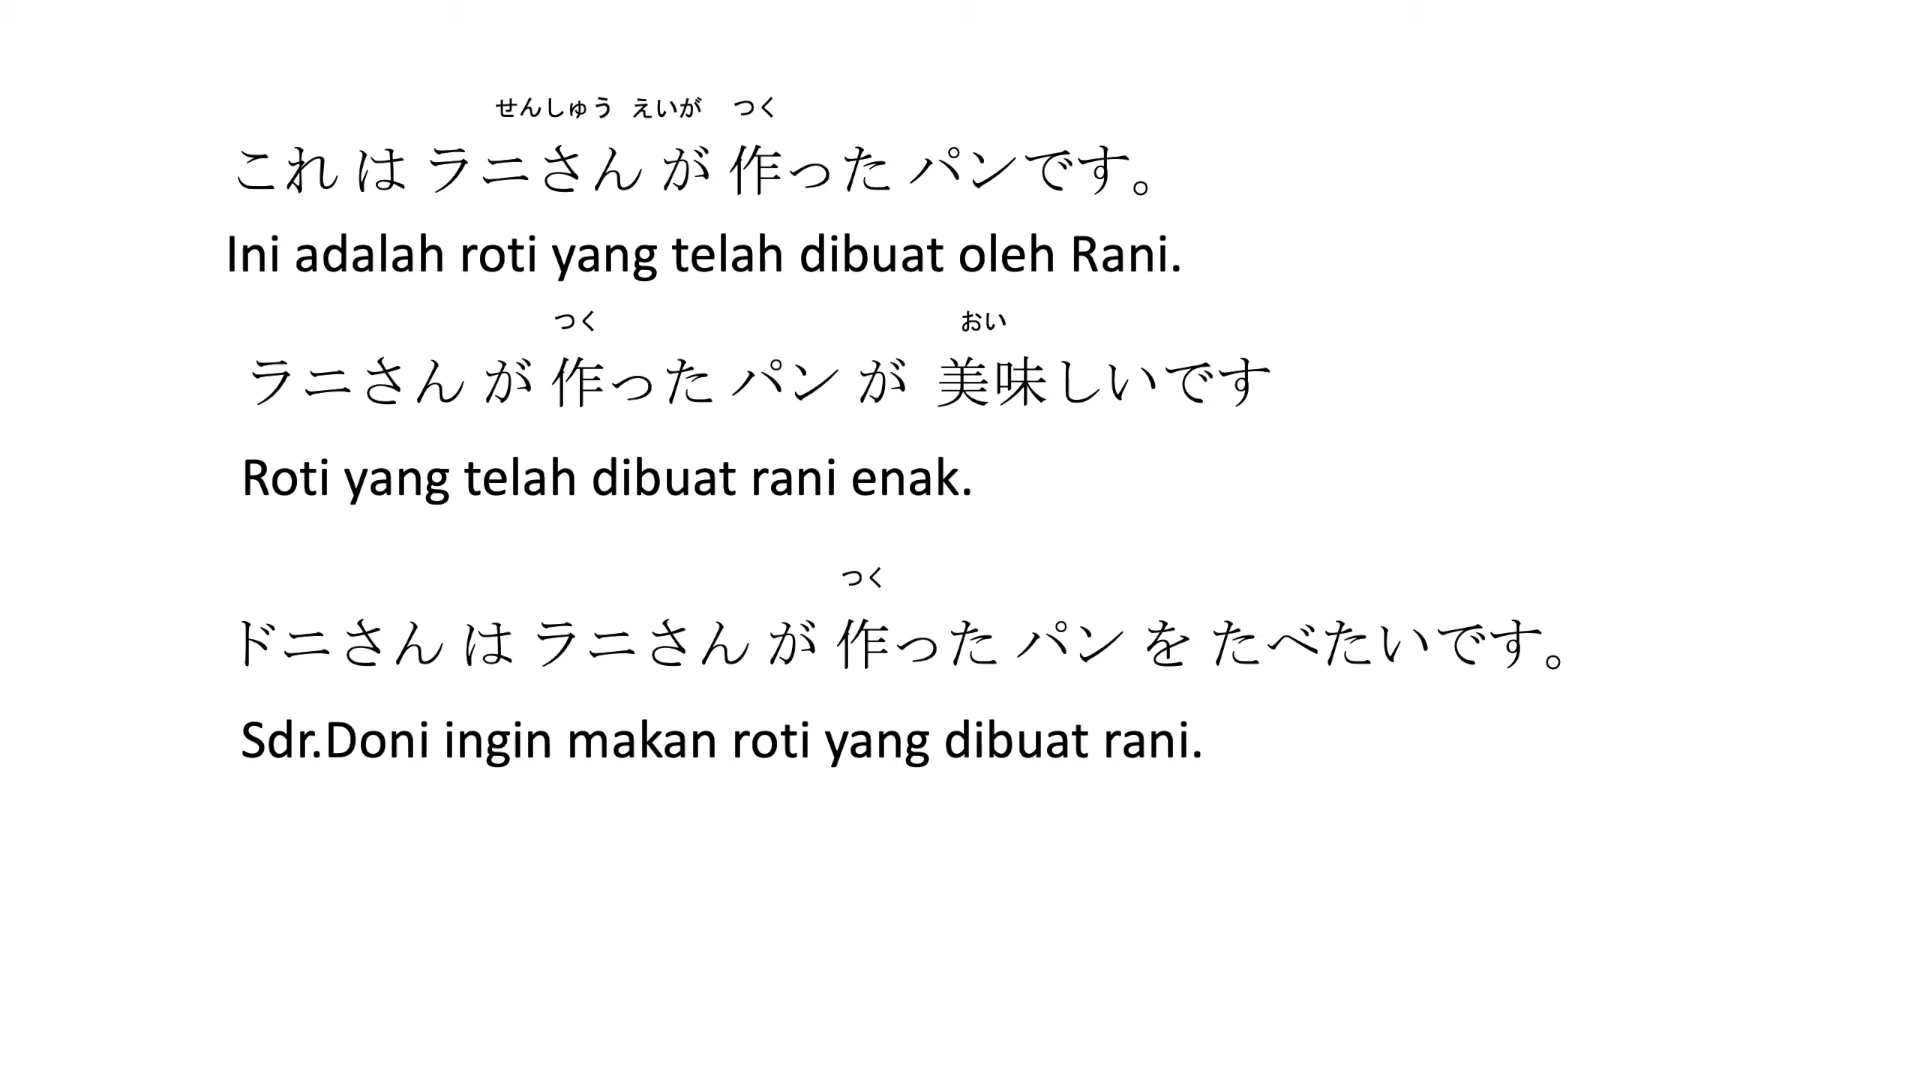 せんしゅう えいが つく
これ は ラニさん が 作った パンです。
Ini adalah roti yang telah dibuat oleh Rani.
つく おい
ラニさん が 作った パン が 美味しいです
Roti yang telah dibuat rani enak.
つく
ドニさん は ラニさん が 作った パン を たべたいです。
Sdr.Doni ingin makan roti yang dibuat rani.